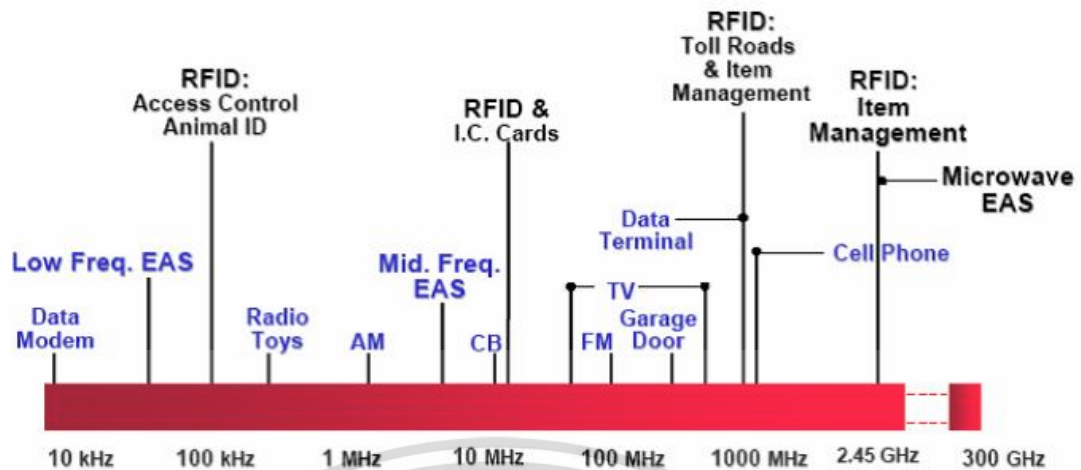 RFID:
Toll Roads
& Item
Management
RFID:
Access Control
Animal ID
RFID &
I.C. Cards
RFID:
Item
Management
Microwave
EAS
Data
Terminal
Cell Phone
Low Freq. EAS
Mid. Freq.
EAS
TV
Data
Modem
Radio
Toys
AM
CB
FM
Garage
Door
10 kHz
100 kHz
1 MHz
10 MHz
100 MHz
1000 MHz
2.45 GHz
300 GHz